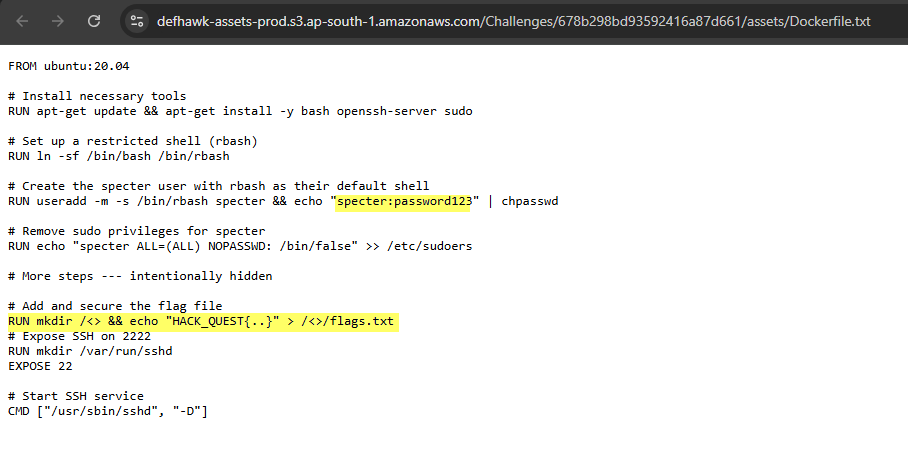 defhawk-assets-prod.s3.ap-south-1.amazonaws.com/Challenges/678b298bd93592416a87d661/assets/Dockerfile.txt
FROM ubuntu:20.04
# Install necessary tools
RUN apt-get update && apt-get install -y bash openssh-server sudo
# Set up a restricted shell (rbash)
RUN ln -sf /bin/bash /bin/rbash
# Create the specter user with rbash as their default shell
RUN useradd -m -s /bin/rbash specter && echo "specter:password123" | chpasswd
# Remove sudo privileges for specter
RUN echo "specter ALL=(ALL) NOPASSWD: /bin/false" >> /etc/sudoers
# More steps --- intentionally hidden
# Add and secure the flag file
RUN mkdir /<> && echo "HACK_QUEST{..}" > /<>/flags.txt
# Expose SSH on 2222
RUN mkdir /var/run/sshd
EXPOSE 22
# Start SSH service
CMD ["/usr/sbin/sshd", "-D"]